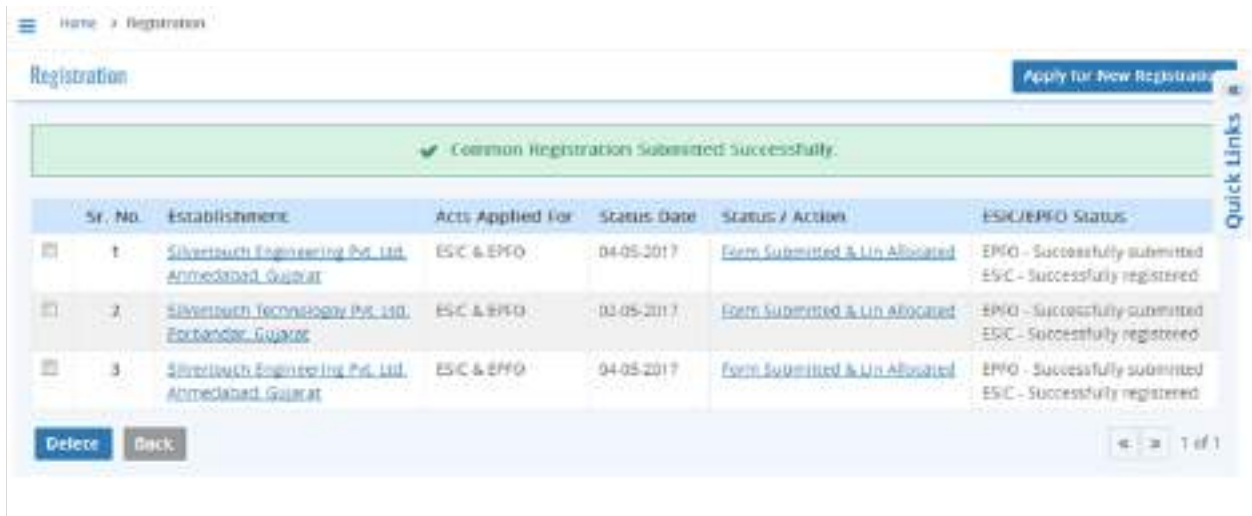 Home > Registration
Registration
Apply for New Registration
«
Quick Links
✔ Common Registration Submitted Successfully.
Sr. No. Establishment Acts Applied For Status Date Status / Action ESIC/EPFO Status
1 Silvertouch Engineering Pvt. Ltd. ESIC & EPFO 04-05-2017 Form Submitted & Lin Allocated EPFO - Successfully submitted
Ahmedabad, Gujarat ESIC - Successfully registered
2 Silvertouch Pvt. Ltd. ESIC & EPFO 02-05-2017 Form Submitted & Lin Allocated EPFO - Successfully submitted
Porbandar, Gujarat ESIC - Successfully registered
3 Silvertouch Engineering Pvt. Ltd. ESIC & EPFO 04-05-2017 Form Submitted & Lin Allocated EPFO - Successfully submitted
Ahmedabad, Gujarat ESIC - Successfully registered
Delete Back « » 1 of 1